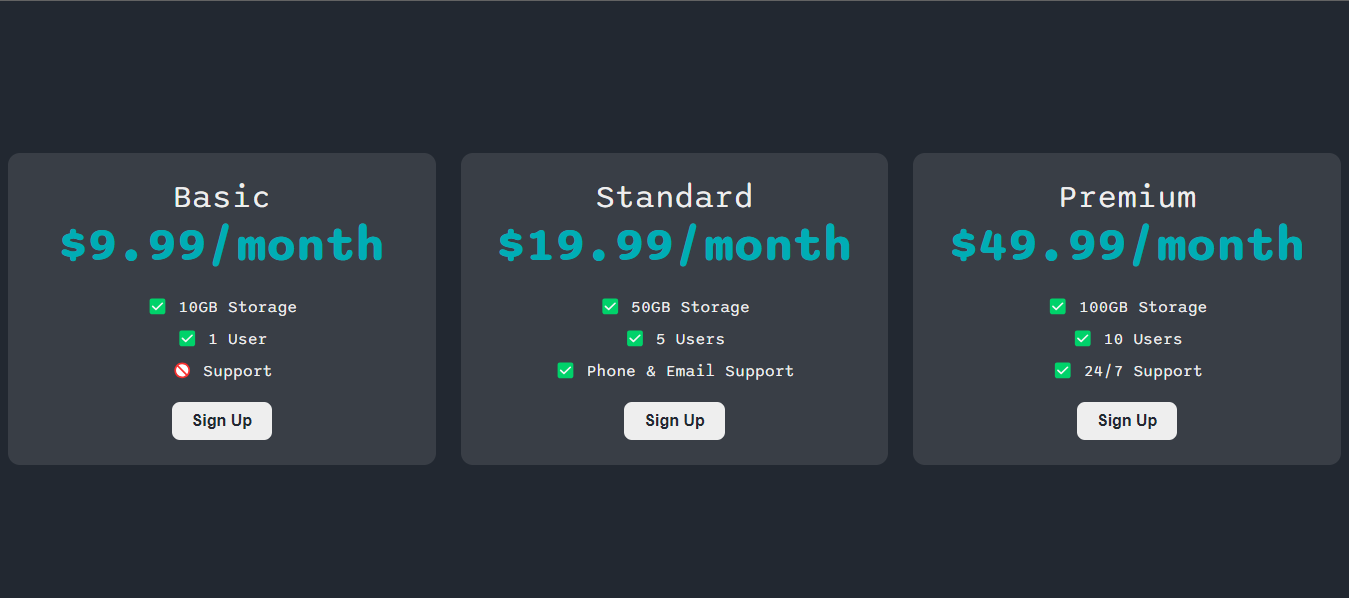 Basic
$9.99/month
✅ 10GB Storage
✅ 1 User
🚫 Support
Sign Up
Standard
$19.99/month
✅ 50GB Storage
✅ 5 Users
✅ Phone & Email Support
Sign Up
Premium
$49.99/month
✅ 100GB Storage
✅ 10 Users
✅ 24/7 Support
Sign Up